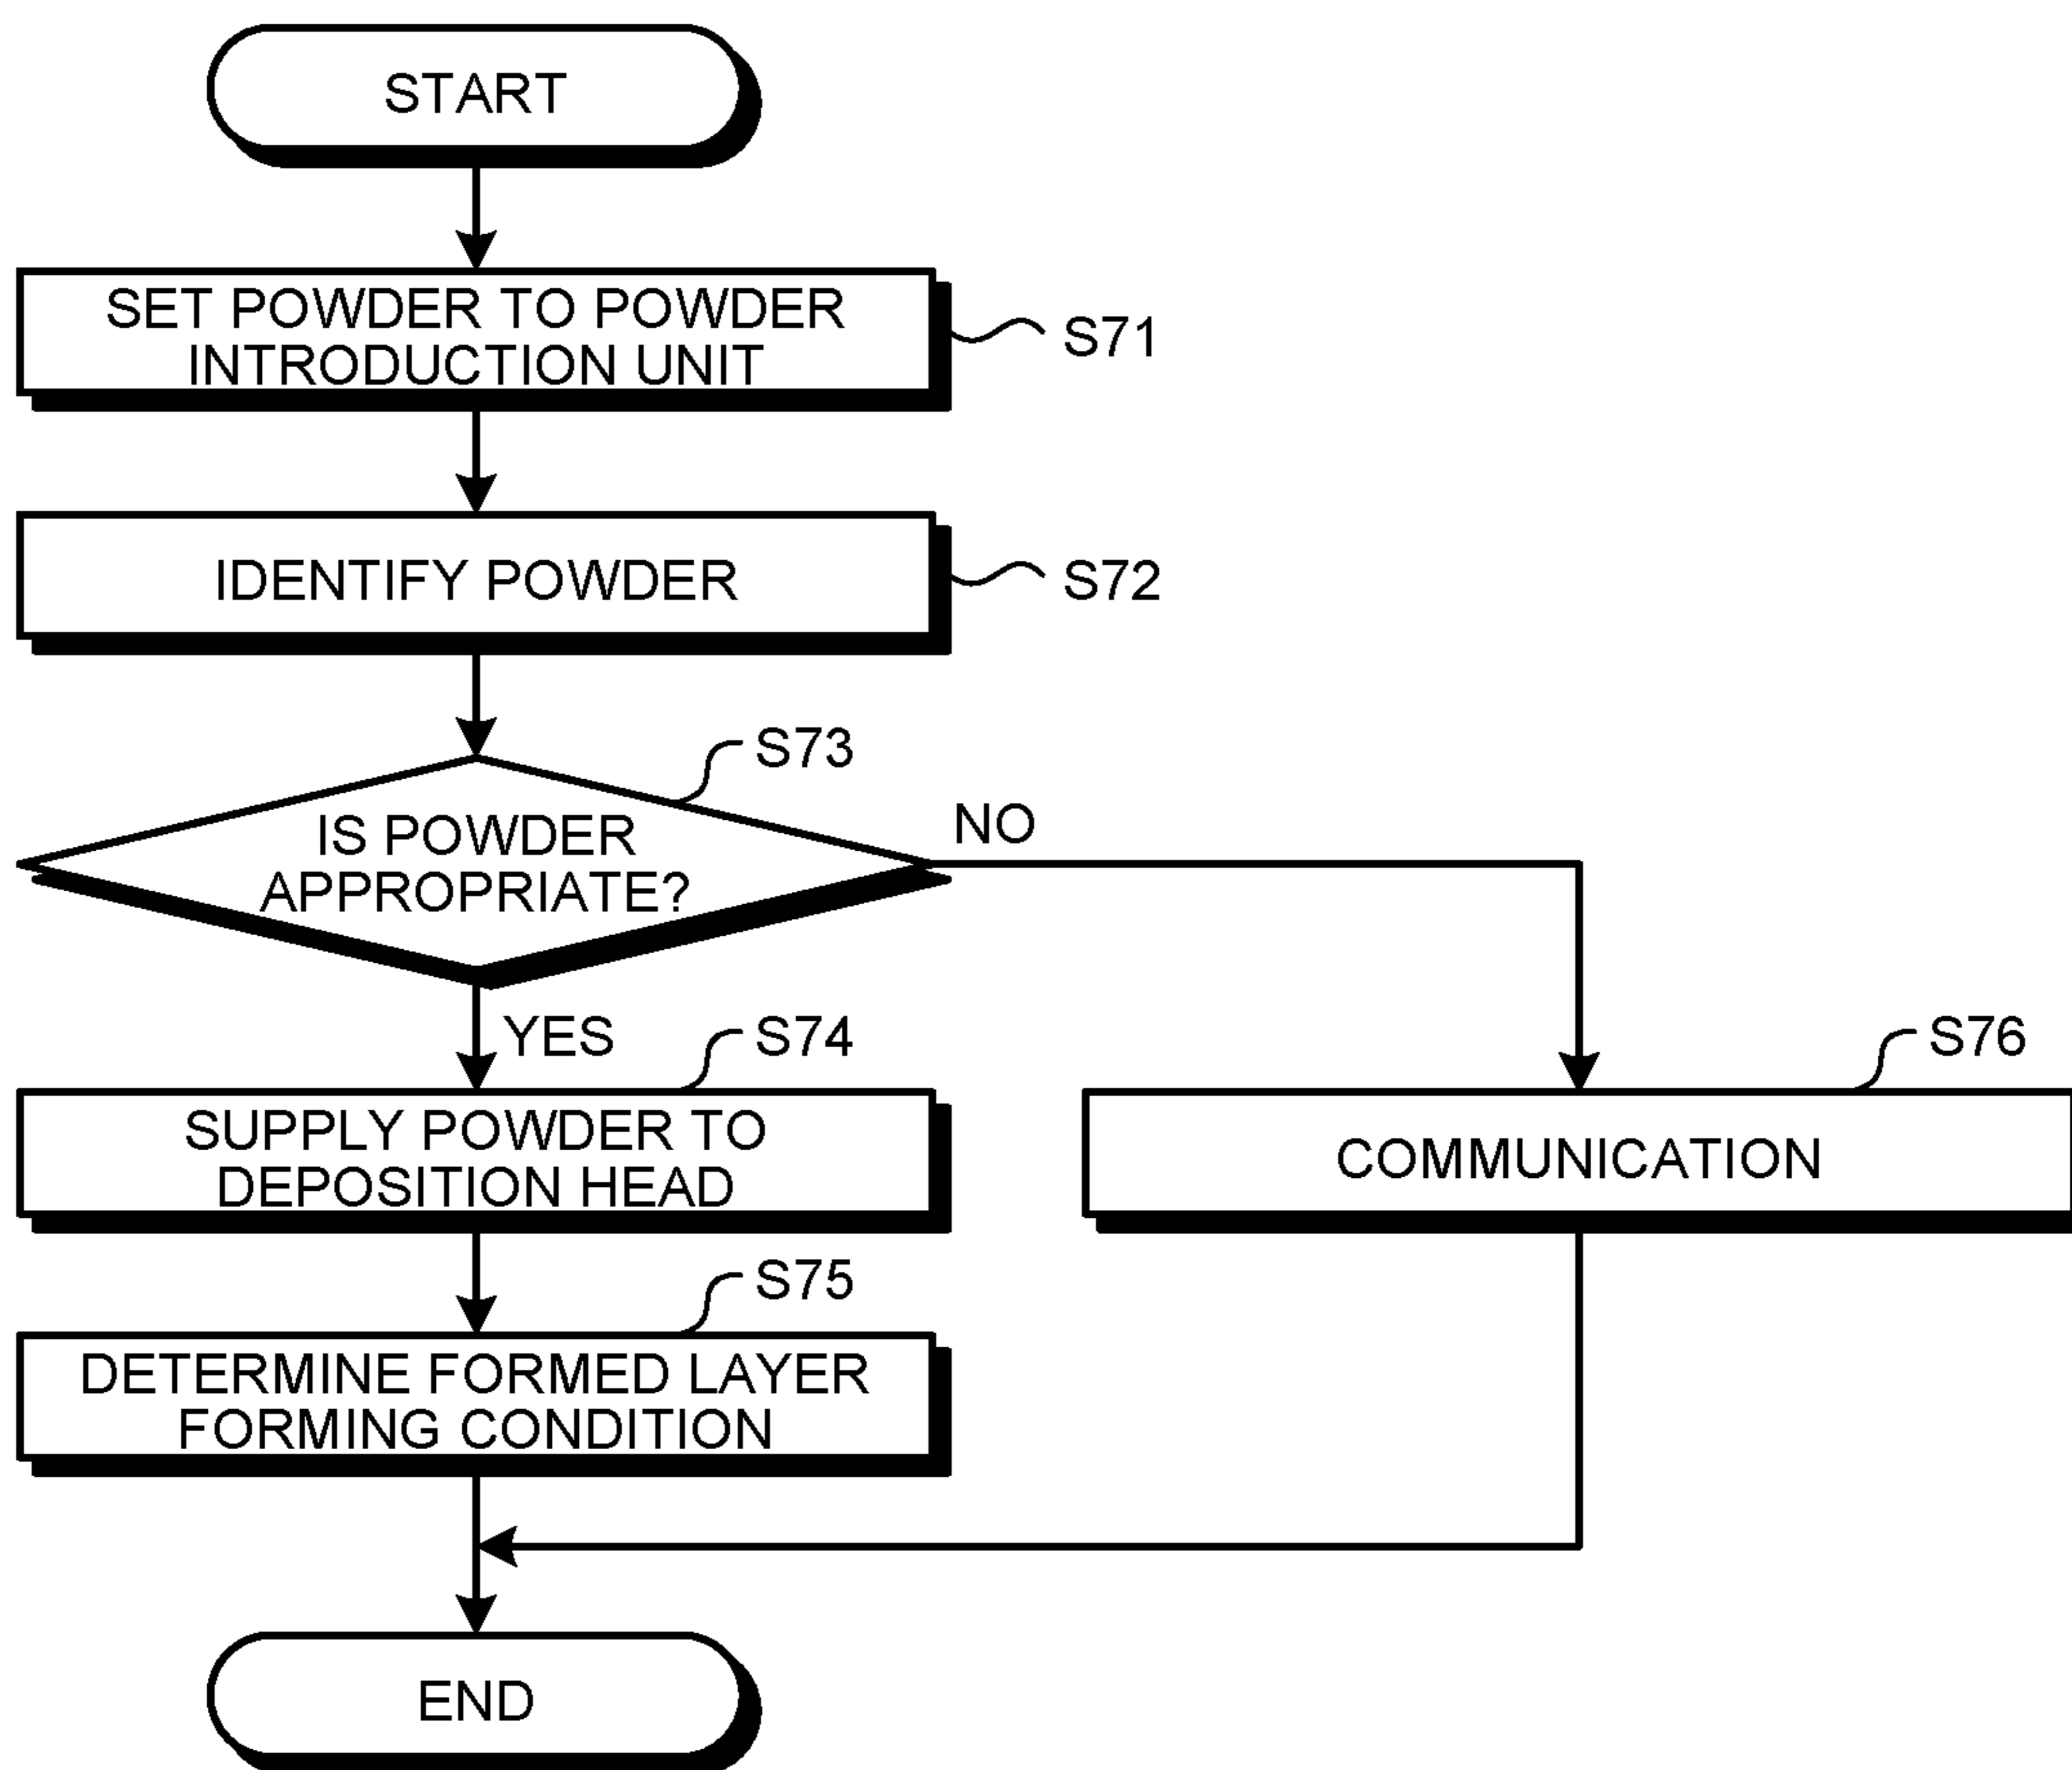 START
SET POWDER TO POWDER
INTRODUCTION UNIT
S71
IDENTIFY POWDER
S72
S73
IS POWDER
APPROPRIATE?
NO
YES
S74
SUPPLY POWDER TO
DEPOSITION HEAD
S76
COMMUNICATION
S75
DETERMINE FORMED LAYER
FORMING CONDITION
END